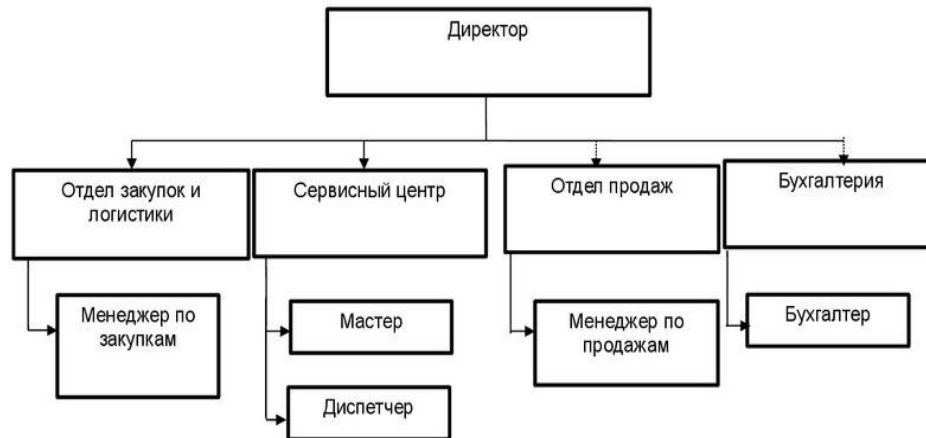 Директор
Отдел закупок и
логистики
Сервисный центр
Отдел продаж
Бухгалтерия
Менеджер по
закупкам
Мастер
Диспетчер
Менеджер по
продажам
Бухгалтер